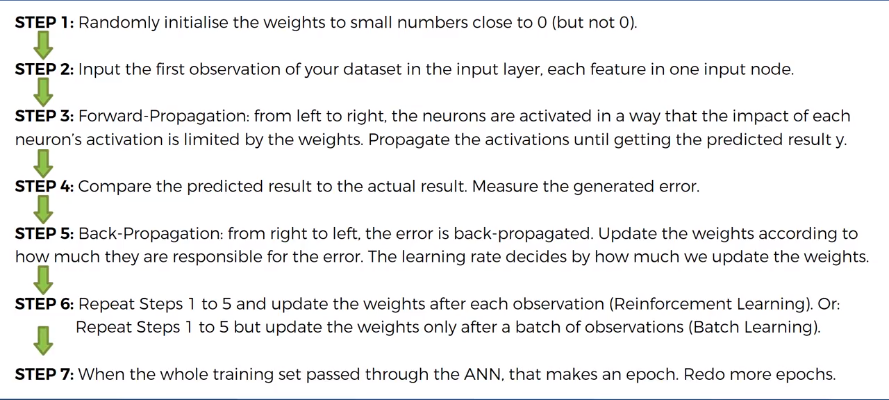 STEP 1: Randomly initialise the weights to small numbers close to 0 (but not 0).
STEP 2: Input the first observation of your dataset in the input layer, each feature in one input node.
STEP 3: Forward-Propagation: from left to right, the neurons are activated in a way that the impact of each
neuron's activation is limited by the weights. Propagate the activations until getting the predicted result y.
STEP 4: Compare the predicted result to the actual result. Measure the generated error.
STEP 5: Back-Propagation: from right to left, the error is back-propagated. Update the weights according to
how much they are responsible for the error. The learning rate decides by how much we update the weights.
STEP 6: Repeat Steps 1 to 5 and update the weights after each observation (Reinforcement Learning). Or:
Repeat Steps 1 to 5 but update the weights only after a batch of observations (Batch Learning).
STEP 7: When the whole training set passed through the ANN, that makes an epoch. Redo more epochs.